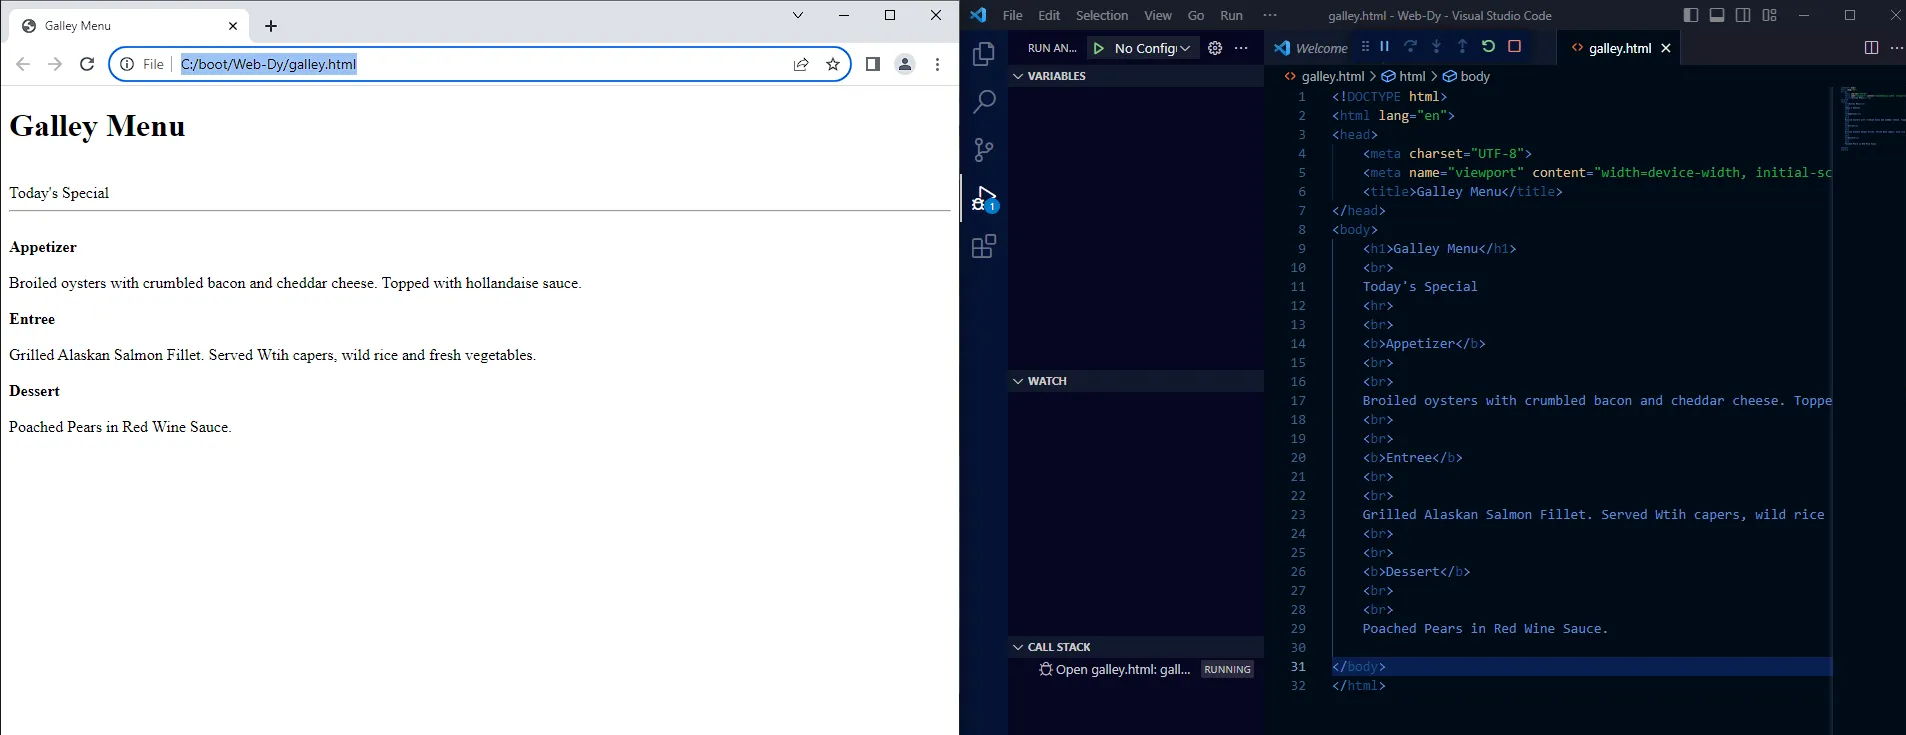 Galley Menu
File C:/boot/Web-Dy/galley.html
Galley Menu
Today's Special
Appetizer
Broiled oysters with crumbled bacon and cheddar cheese. Topped with hollandaise sauce.
Entree
Grilled Alaskan Salmon Fillet. Served Wtih capers, wild rice and fresh vegetables.
Dessert
Poached Pears in Red Wine Sauce.
File Edit Selection View Go Run ··· galley.html - Web-Dy - Visual Studio Code
RUN AN... No Config ···
VARIABLES
WATCH
CALL STACK
Open galley.html: gall... RUNNING
1
Welcome galley.html ···
galley.html > html > body
1 <!DOCTYPE html>
2 <html lang="en">
3 <head>
4 <meta charset="UTF-8">
5 <meta name="viewport" content="width=device-width, initial-sc
6 <title>Galley Menu</title>
7 </head>
8 <body>
9 <h1>Galley Menu</h1>
10 <br>
11 Today's Special
12 <hr>
13 <br>
14 <b>Appetizer</b>
15 <br>
16 <br>
17 Broiled oysters with crumbled bacon and cheddar cheese. Toppe
18 <br>
19 <br>
20 <b>Entree</b>
21 <br>
22 <br>
23 Grilled Alaskan Salmon Fillet. Served Wtih capers, wild rice
24 <br>
25 <br>
26 <b>Dessert</b>
27 <br>
28 <br>
29 Poached Pears in Red Wine Sauce.
30
31 </body>
32 </html>